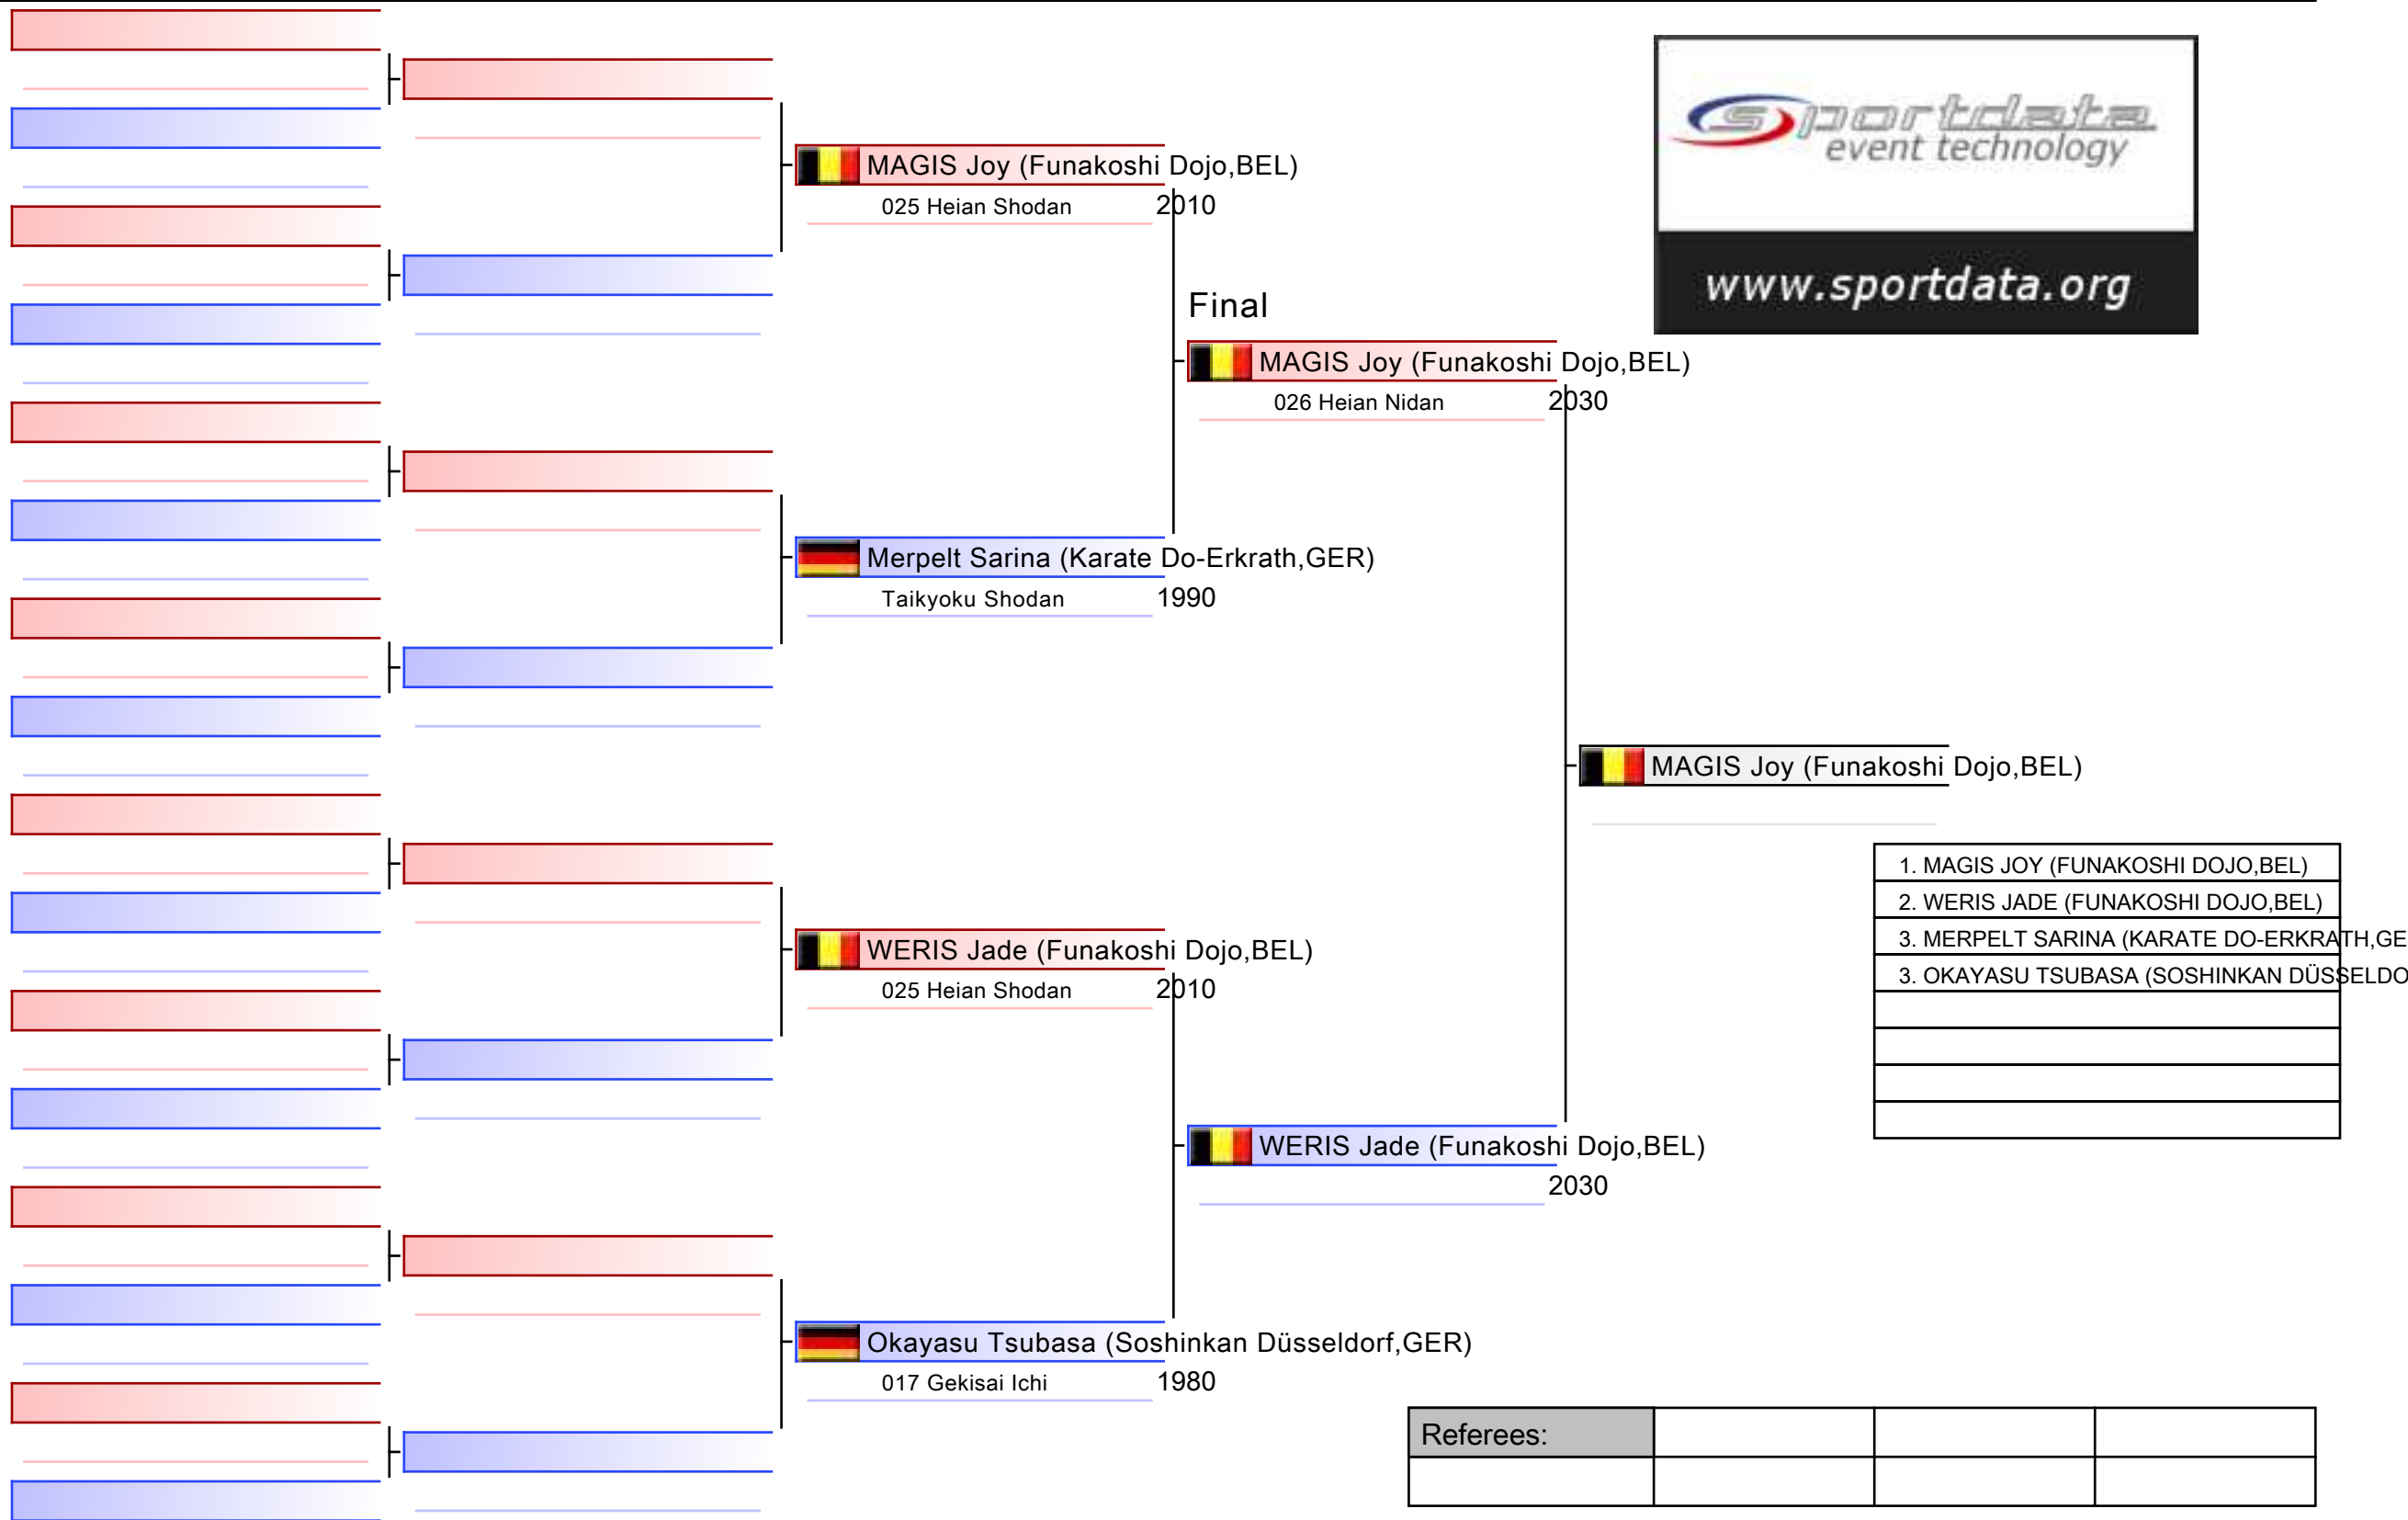 sportdata
event technology
www.sportdata.org
MAGIS Joy (Funakoshi Dojo,BEL)
025 Heian Shodan 2010
Final
MAGIS Joy (Funakoshi Dojo,BEL)
026 Heian Nidan 2030
Merpelt Sarina (Karate Do-Erkrath,GER)
Taikyoku Shodan 1990
MAGIS Joy (Funakoshi Dojo,BEL)
1. MAGIS JOY (FUNAKOSHI DOJO,BEL)
2. WERIS JADE (FUNAKOSHI DOJO,BEL)
3. MERPELT SARINA (KARATE DO-ERKRATH,GE
3. OKAYASU TSUBASA (SOSHINKAN DÜSSELDO
WERIS Jade (Funakoshi Dojo,BEL)
025 Heian Shodan 2010
WERIS Jade (Funakoshi Dojo,BEL)
2030
Okayasu Tsubasa (Soshinkan Düsseldorf,GER)
017 Gekisai Ichi 1980
Referees: